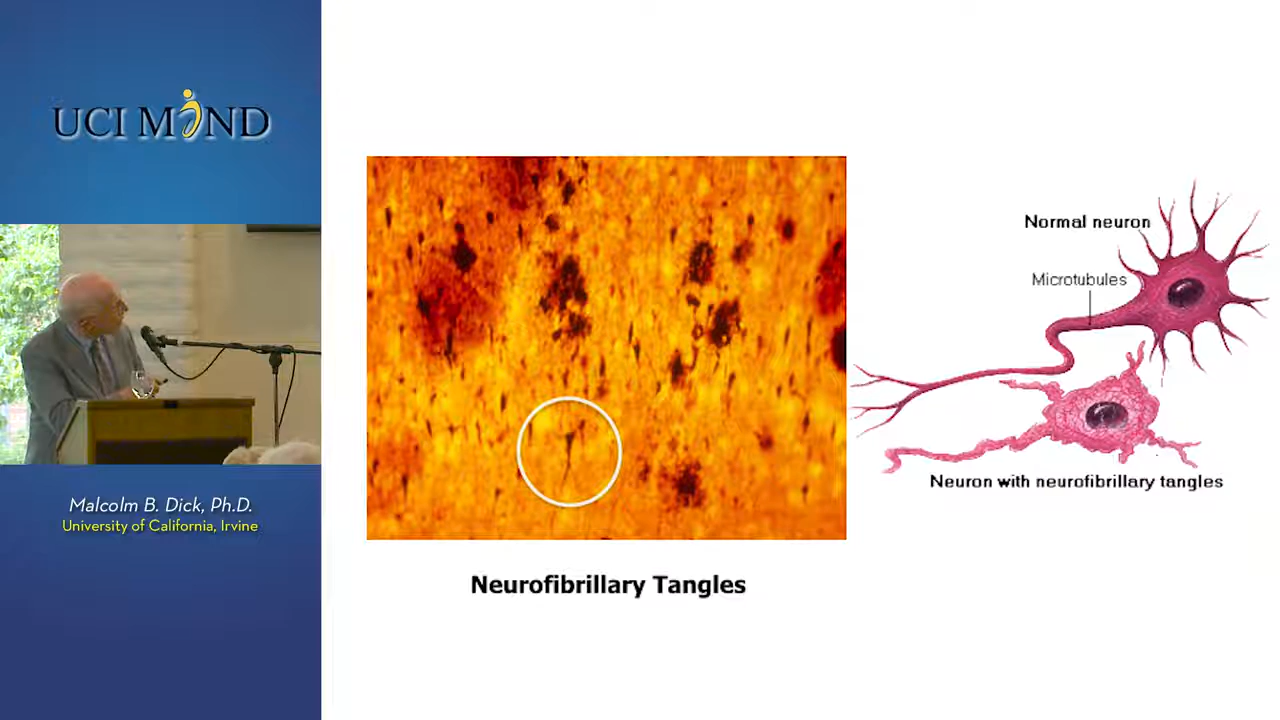 UCI MIND
Malcolm B. Dick, Ph.D.
University of California, Irvine
Normal neuron
Microtubules
Neuron with neurofibrillary tangles
Neurofibrillary Tangles